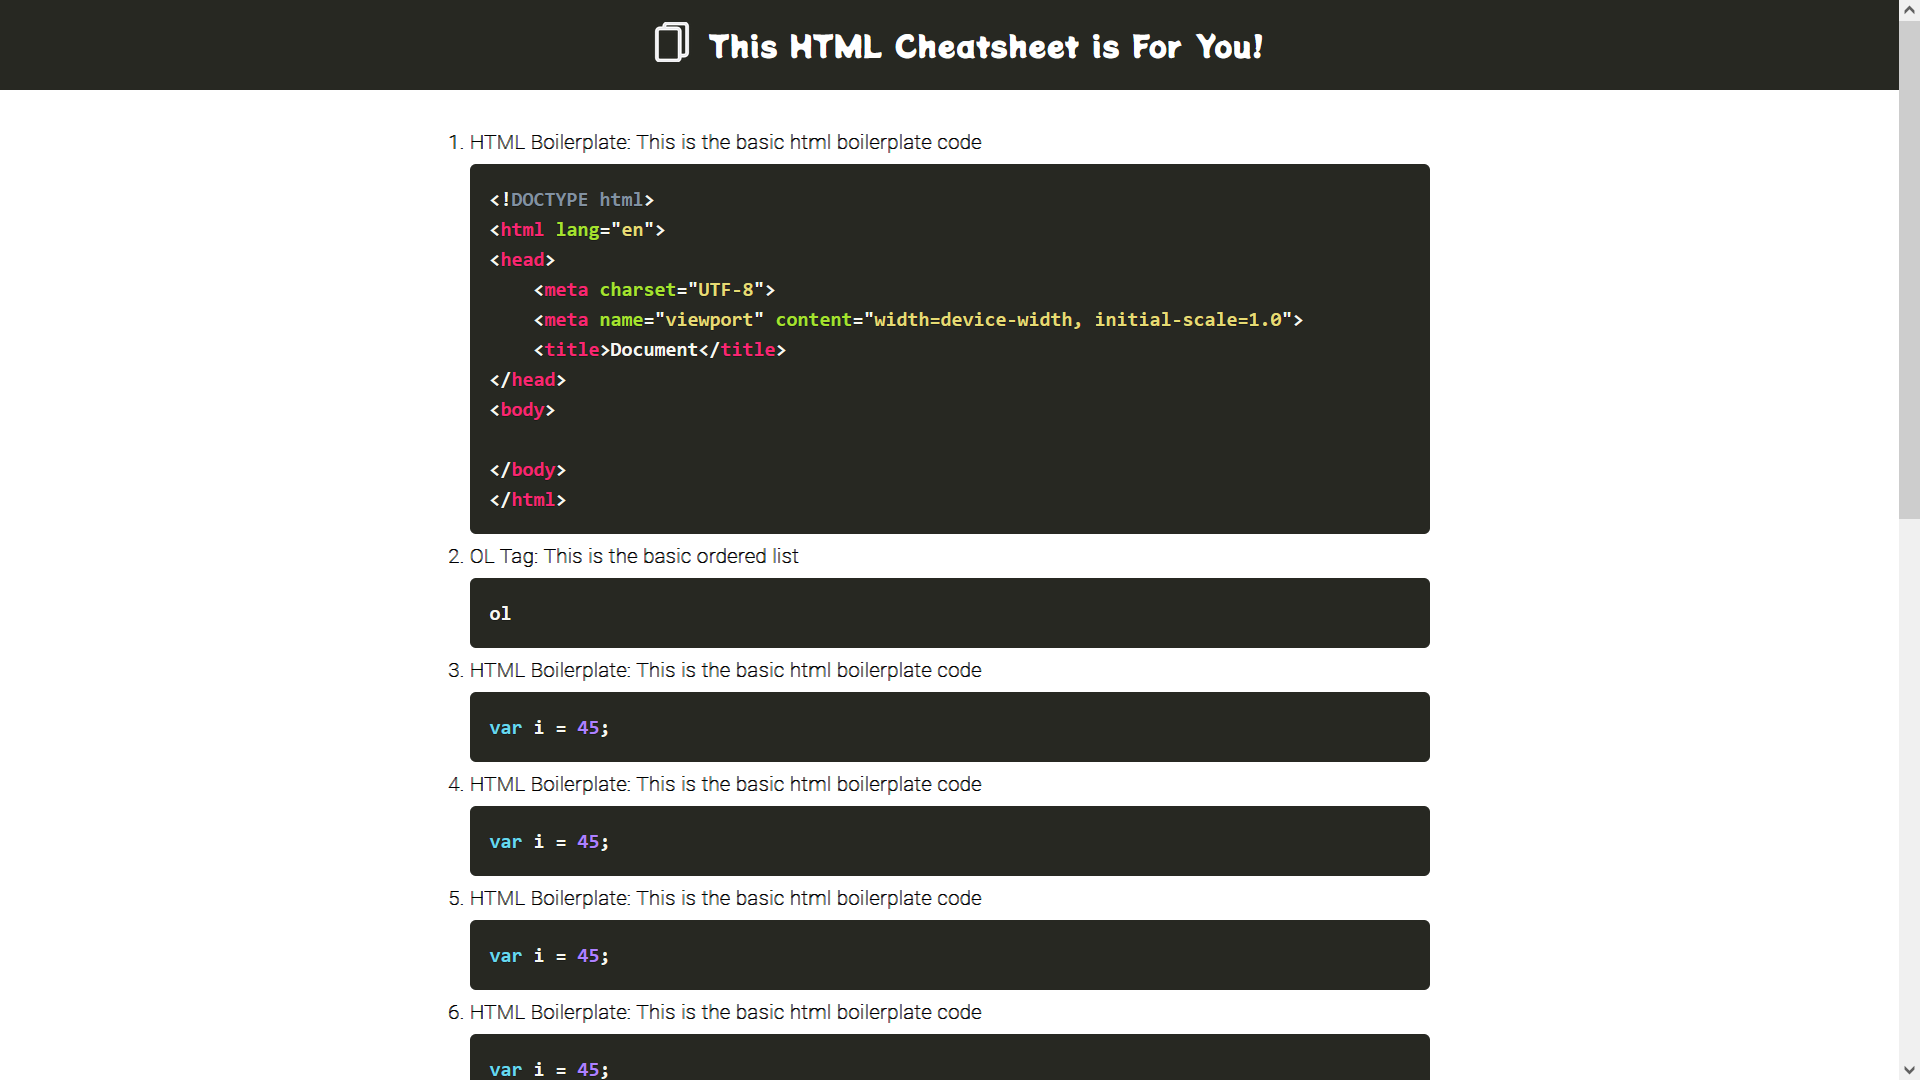 This HTML Cheatsheet is For You!
1. HTML Boilerplate: This is the basic html boilerplate code
<!DOCTYPE html>
<html lang="en">
<head>
    <meta charset="UTF-8">
    <meta name="viewport" content="width=device-width, initial-scale=1.0">
    <title>Document</title>
</head>
<body>
</body>
</html>
2. OL Tag: This is the basic ordered list
ol
3. HTML Boilerplate: This is the basic html boilerplate code
var i = 45;
4. HTML Boilerplate: This is the basic html boilerplate code
var i = 45;
5. HTML Boilerplate: This is the basic html boilerplate code
var i = 45;
6. HTML Boilerplate: This is the basic html boilerplate code
var i = 45;